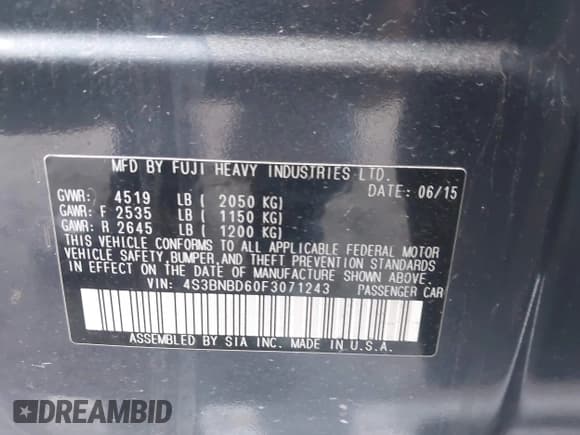 MFD BY FUJI HEAVY INDUSTRIES LTD.
DATE: 06/15
GVWR: 4519 LB ( 2050 KG)
GAWR: F 2535 LB ( 1150 KG)
GAWR: R 2645 LB ( 1200 KG)
THIS VEHICLE CONFORMS TO ALL APPLICABLE FEDERAL MOTOR
VEHICLE SAFETY, BUMPER, AND THEFT PREVENTION STANDARDS
IN EFFECT ON THE DATE OF MANUFACTURE SHOWN ABOVE.
VIN: 4S3BNBD60F3071243 PASSENGER CAR
ASSEMBLED BY SIA INC. MADE IN U.S.A.
DREAMBID